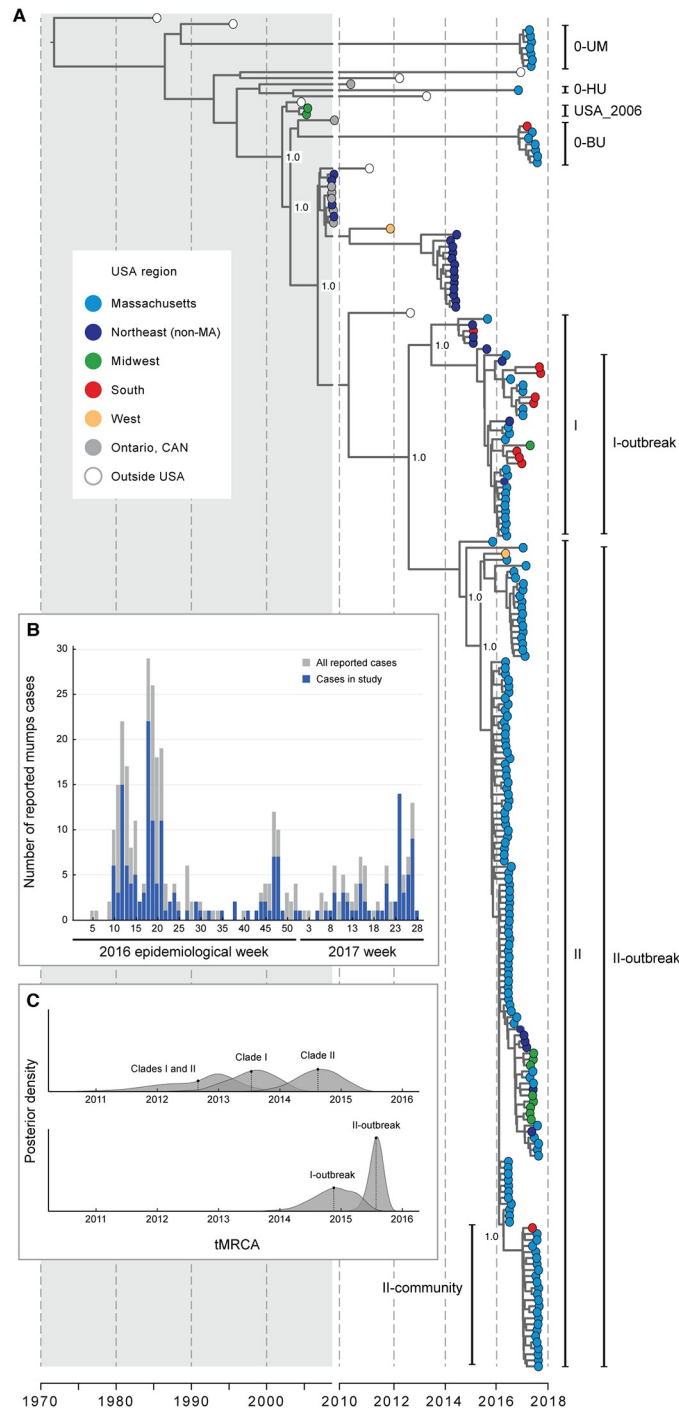 A
0-UM
0-HU
USA_2006
0-BU
1.0
1.0
1.0
USA region
Massachusetts
Northeast (non-MA)
Midwest
South
West
Ontario, CAN
Outside USA
1.0
1.0
I
I-outbreak
1.0
1.0
B
Number of reported mumps cases
30
25
20
15
10
5
0
All reported cases
Cases in study
5 10 15 20 25 30 35 40 45 50 3 8 13 18 23 28
2016 epidemiological week
2017 week
II
II-outbreak
C
Posterior density
Clades I and II
Clade I
Clade II
2011 2012 2013 2014 2015 2016
II-outbreak
I-outbreak
2011 2012 2013 2014 2015 2016
tMRCA
1.0
II-community
1970 1980 1990 2000 2010 2012 2014 2016 2018